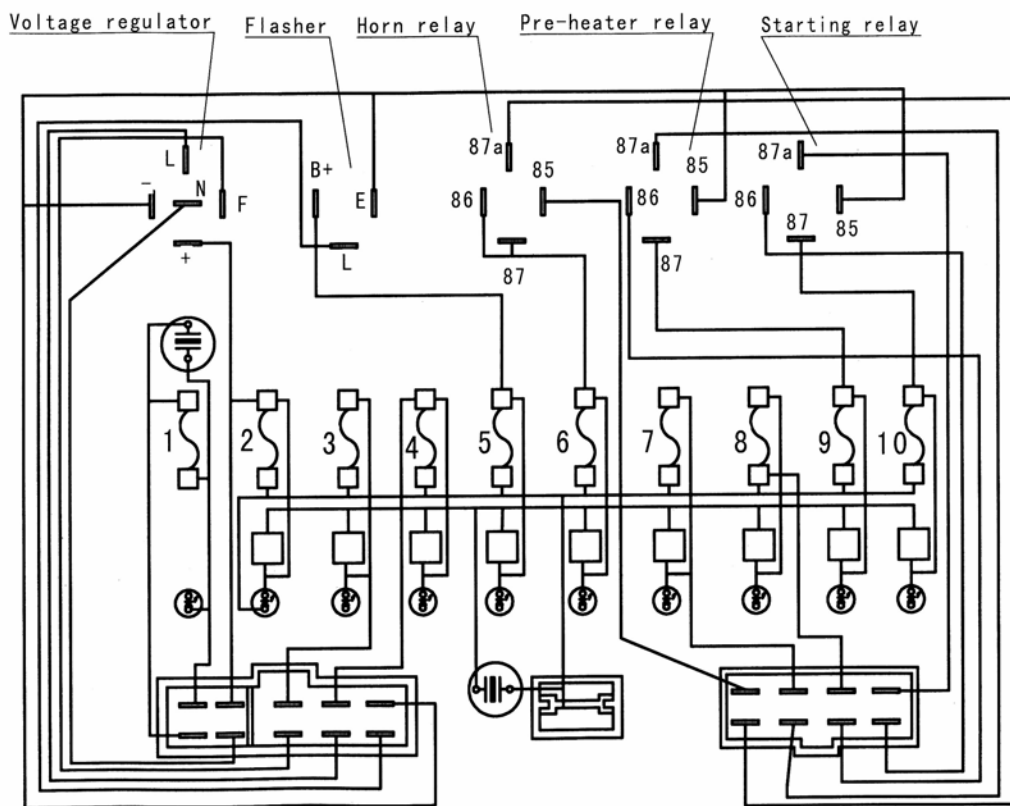 Voltage regulator
Flasher
Horn relay
Pre-heater relay
Starting relay
L
B+
87a
85
87a
85
87a
-
N
F
E
86
86
86
85
+
L
87
87
87
1
2
3
4
5
6
7
8
9
10